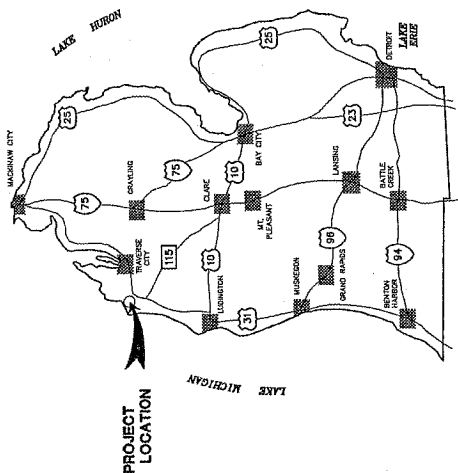 LAKE HURON
MACKINAW CITY
25
25
75
GRAYLING
75
TRAVERSE
CITY
115
PROJECT
LOCATION
CLARE
10
10
BAY CITY
LUDINGTON
MT.
PLEASANT
31
23
MUSKEGON
LAKE MICHIGAN
GRAND RAPIDS
96
LANSING
DETROIT
LAKE
ERIE
BENTON
HARBOR
94
BATTLE
CREEK